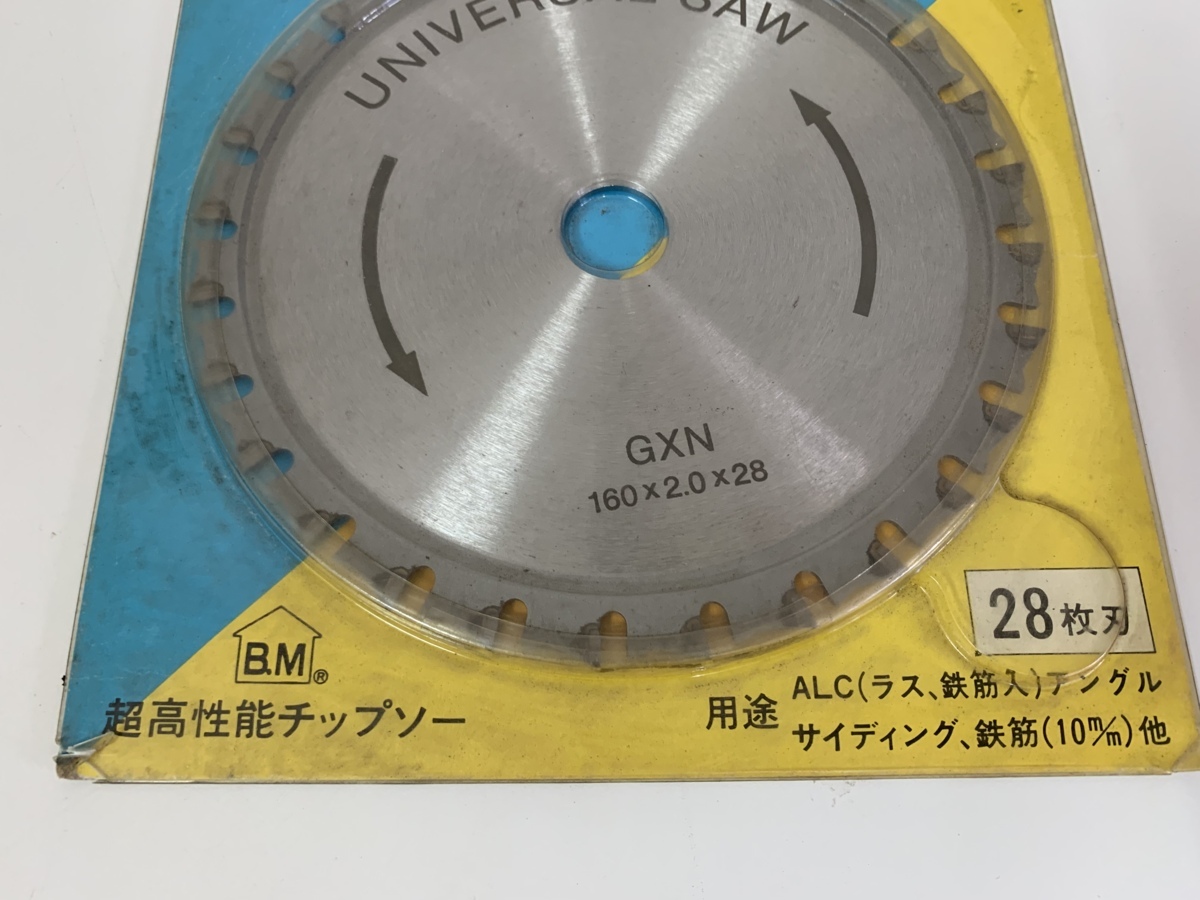 UNIVERSAL SAW
GXN
160×2.0×28
28枚刃
B.M®
超高性能チップソー
用途
ALC(ラス、鉄筋入)アングル
サイディング、鉄筋(10m/m)他